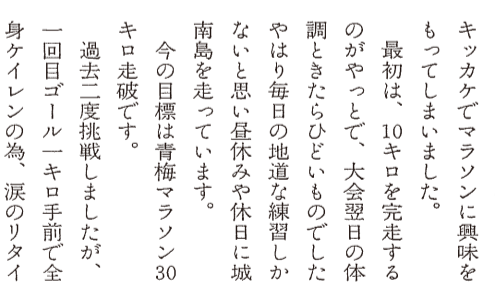 キッカケでマラソンに興味を
もってしまいました。
最初は、10キロを完走する
のがやっとで、大会翌日の体
調ときたらひどいものでした
やはり毎日の地道な練習しか
ないと思い昼休みや休日に城
南島を走っています。
今の目標は青梅マラソン30
キロ走破です。
過去二度挑戦しましたが、
一回目ゴール一キロ手前で全
身ケイレンの為、涙のリタイ